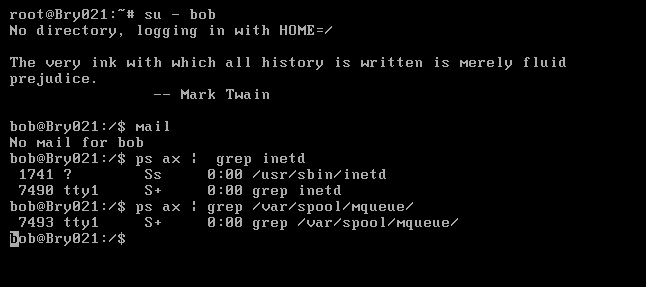 root@Bry021:~# su - bob
No directory, logging in with HOME=/
The very ink with which all history is written is merely fluid
prejudice.
-- Mark Twain
bob@Bry021:/$ mail
No mail for bob
bob@Bry021:/$ ps ax |  grep inetd
 1741 ?        Ss     0:00 /usr/sbin/inetd
 7490 tty1     S+     0:00 grep inetd
bob@Bry021:/$ ps ax | grep /var/spool/mqueue/
 7493 tty1     S+     0:00 grep /var/spool/mqueue/
bob@Bry021:/$